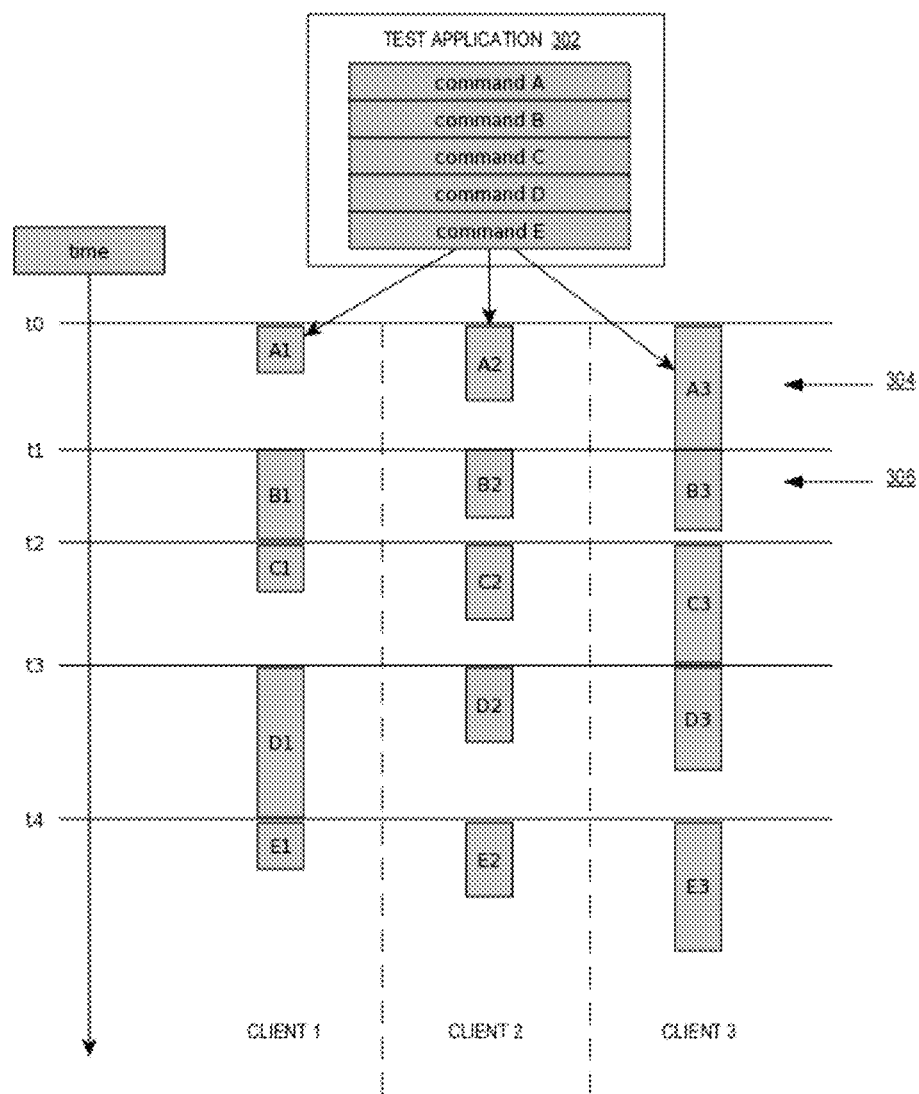 TEST APPLICATION 302
command A
command B
command C
command D
command E
time
t0
A1
A2
A3
304
t1
B1
B2
B3
306
t2
C1
C2
C3
t3
D1
D2
D3
t4
E1
E2
E3
CLIENT 1
CLIENT 2
CLIENT 3